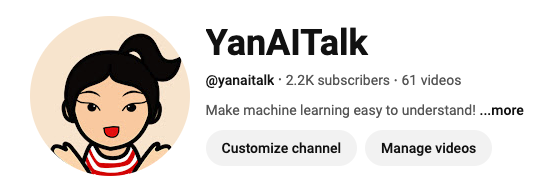 YanAITalk
@yanaitalk · 2.2K subscribers · 61 videos
Make machine learning easy to understand! ...more
Customize channel Manage videos